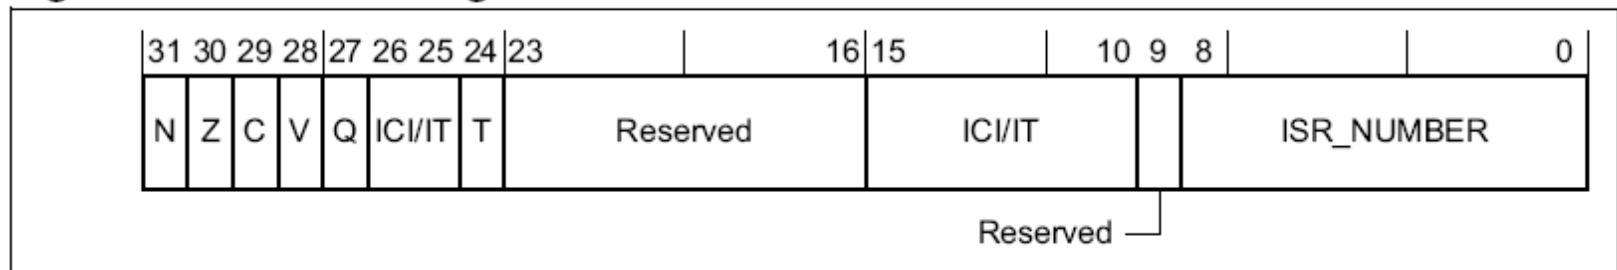 31 30 29 28 27 26 25 24 23 16 15 10 9 8 0
N Z C V Q ICI/IT T Reserved ICI/IT ISR_NUMBER
Reserved